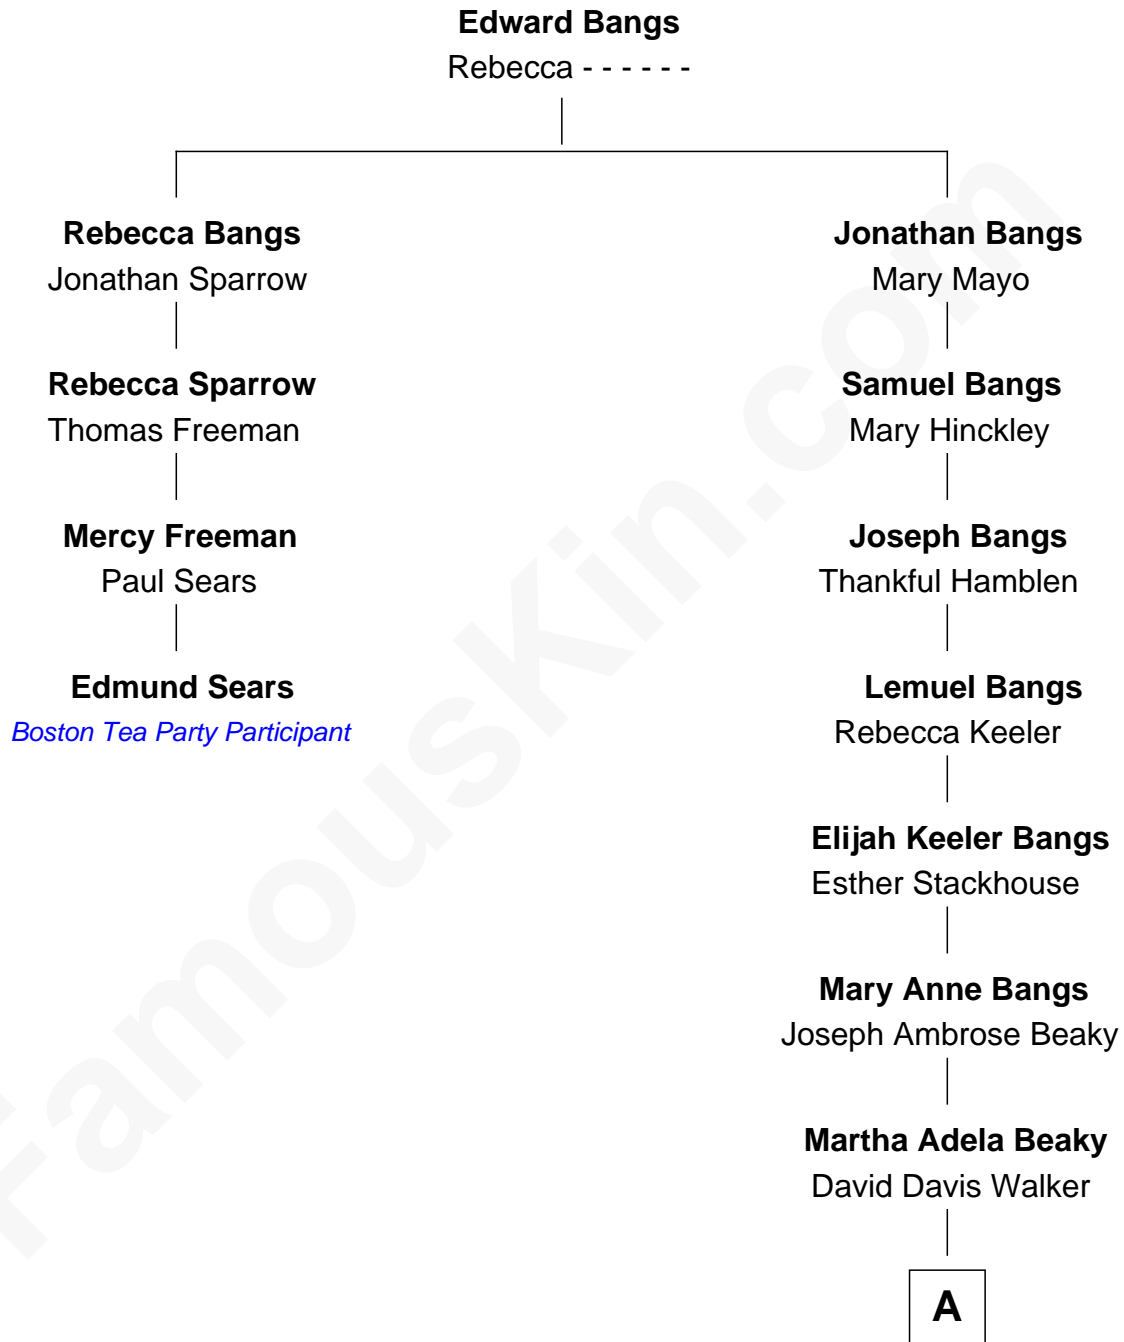 Edward Bangs
Rebecca - - - - - -
Rebecca Bangs
Jonathan Sparrow
Jonathan Bangs
Mary Mayo
Rebecca Sparrow
Thomas Freeman
Samuel Bangs
Mary Hinckley
Mercy Freeman
Paul Sears
Joseph Bangs
Thankful Hamblen
Edmund Sears
Boston Tea Party Participant
Lemuel Bangs
Rebecca Keeler
Elijah Keeler Bangs
Esther Stackhouse
Mary Anne Bangs
Joseph Ambrose Beaky
Martha Adela Beaky
David Davis Walker
A
FamousKin.com